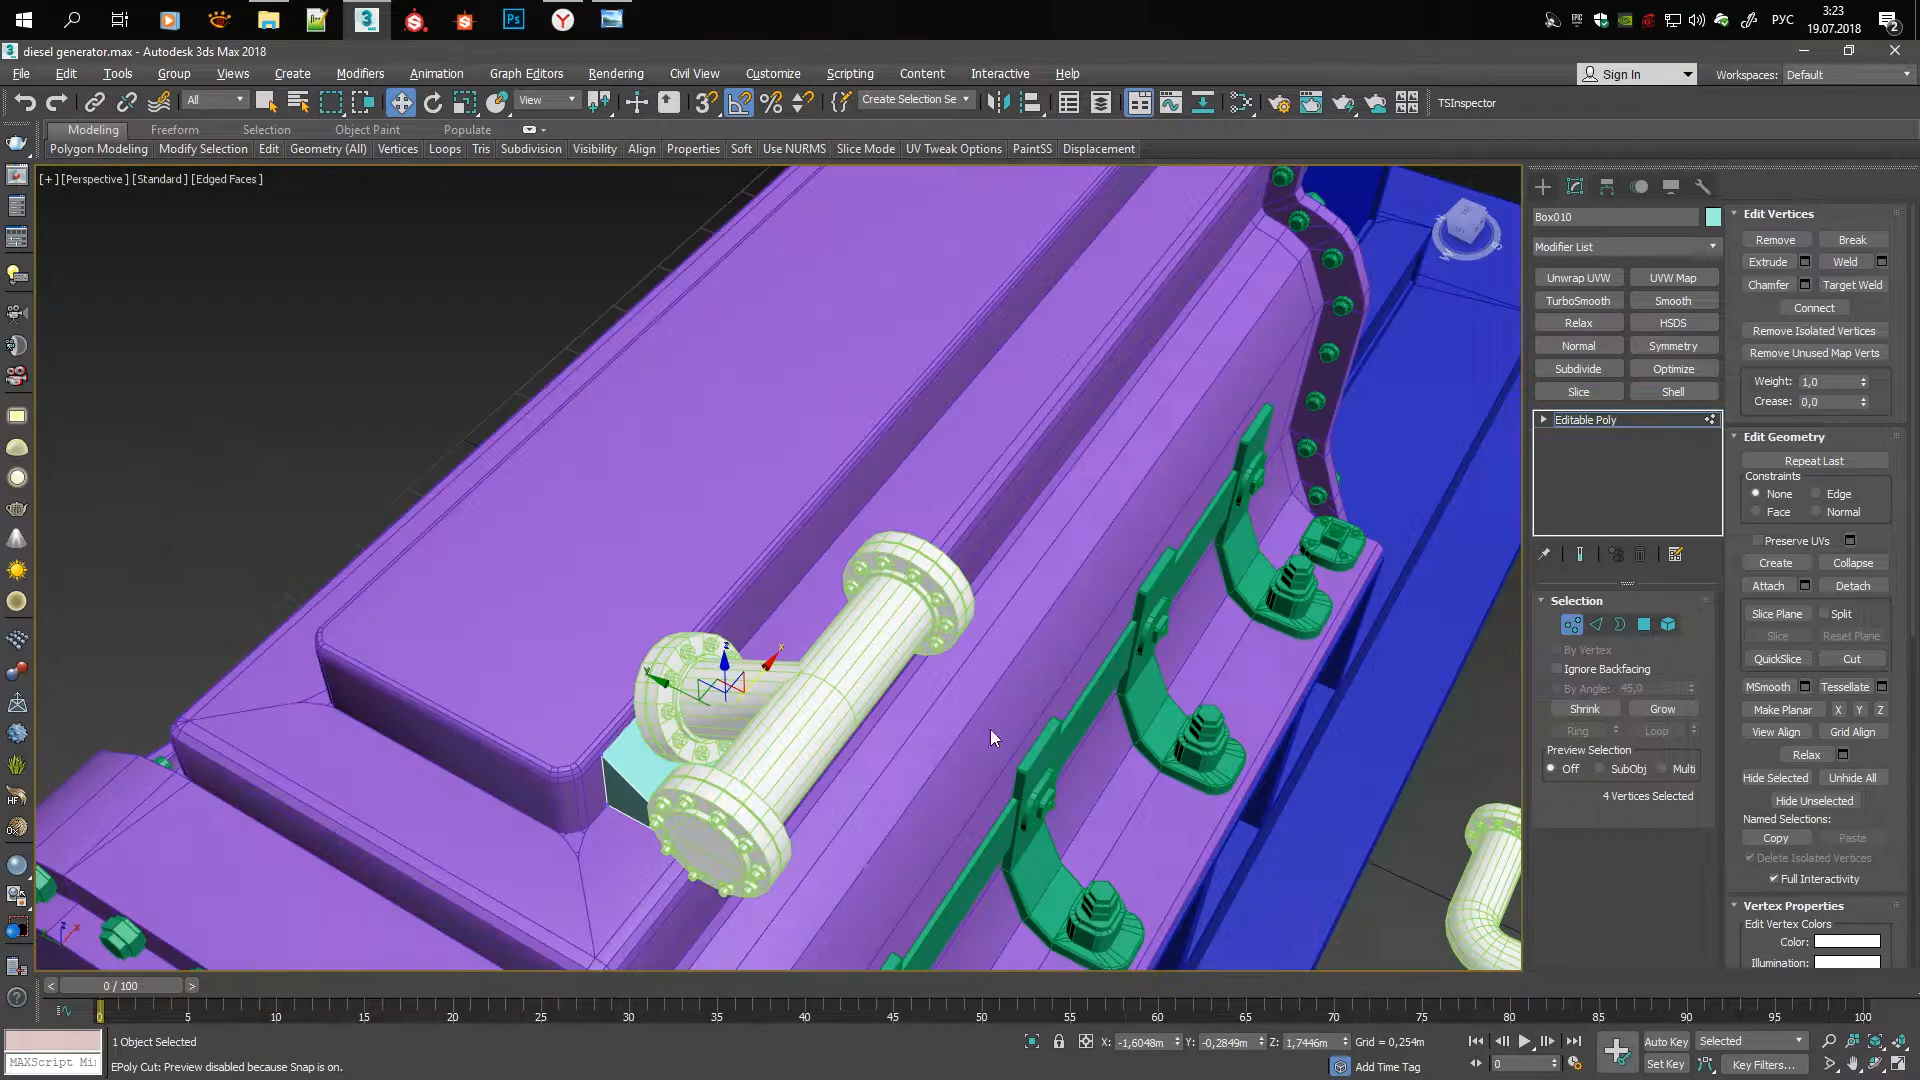 РУС
3:23
19.07.2018
2
3
diesel generator.max - Autodesk 3ds Max 2018
File Edit Tools Group Views Create Modifiers Animation Graph Editors Rendering Civil View Customize Scripting Content Interactive Help
Sign In
Workspaces: Default
All
View
Create Selection Se
TSInspector
Modeling Freeform Selection Object Paint Populate
Polygon Modeling Modify Selection Edit Geometry (All) Vertices Loops Tris Subdivision Visibility Align Properties Soft Use NURMS Slice Mode UV Tweak Options PaintSS Displacement
[+] [Perspective ] [Standard ] [Edged Faces ]
Box010
Modifier List
Unwrap UVW UVW Map
TurboSmooth Smooth
Relax HSDS
Normal Symmetry
Subdivide Optimize
Slice Shell
Editable Poly
Selection
By Vertex
Ignore Backfacing
By Angle: 45,0
Shrink Grow
Ring Loop
Preview Selection
Off SubObj Multi
4 Vertices Selected
Edit Vertices
Remove Break
Extrude Weld
Chamfer Target Weld
Connect
Remove Isolated Vertices
Remove Unused Map Verts
Weight: 1,0
Crease: 0,0
Edit Geometry
Repeat Last
Constraints
None Edge
Face Normal
Preserve UVs
Create Collapse
Attach Detach
Slice Plane Split
Slice Reset Plane
QuickSlice Cut
MSmooth Tessellate
Make Planar X Y Z
View Align Grid Align
Relax
Hide Selected Unhide All
Hide Unselected
Named Selections:
Copy Paste
Delete Isolated Vertices
Full Interactivity
Vertex Properties
Edit Vertex Colors
Color:
Illumination:
z
x
y
z
x
HF
Ox
< 0 / 100 >
0 5 10 15 20 25 30 35 40 45 50 55 60 65 70 75 80 85 90 95 100
MAXScript Mi
1 Object Selected
EPoly Cut: Preview disabled because Snap is on.
X: -1,6048m Y: -0,2849m Z: 1,7446m Grid = 0,254m
Add Time Tag
0
Auto Key Selected
Set Key Key Filters...